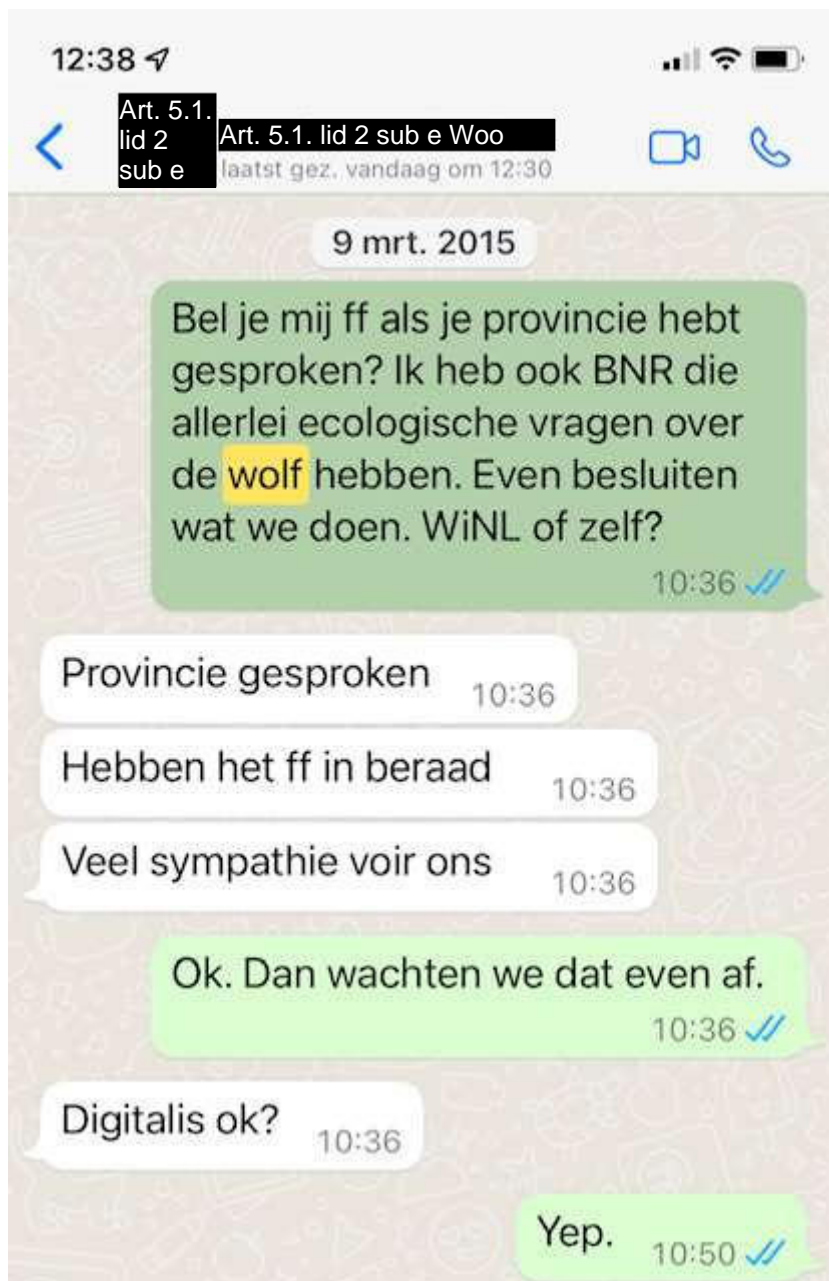 12:38
Art. 5.1.
lid 2
sub e
Art. 5.1. lid 2 sub e Woo
laatst gez. vandaag om 12:30
9 mrt. 2015
Bel je mij ff als je provincie hebt
gesproken? Ik heb ook BNR die
allerlei ecologische vragen over
de wolf hebben. Even besluiten
wat we doen. WiNL of zelf?
10:36
Provincie gesproken 10:36
Hebben het ff in beraad 10:36
Veel sympathie voir ons 10:36
Ok. Dan wachten we dat even af.
10:36
Digitalis ok? 10:36
Yep. 10:50